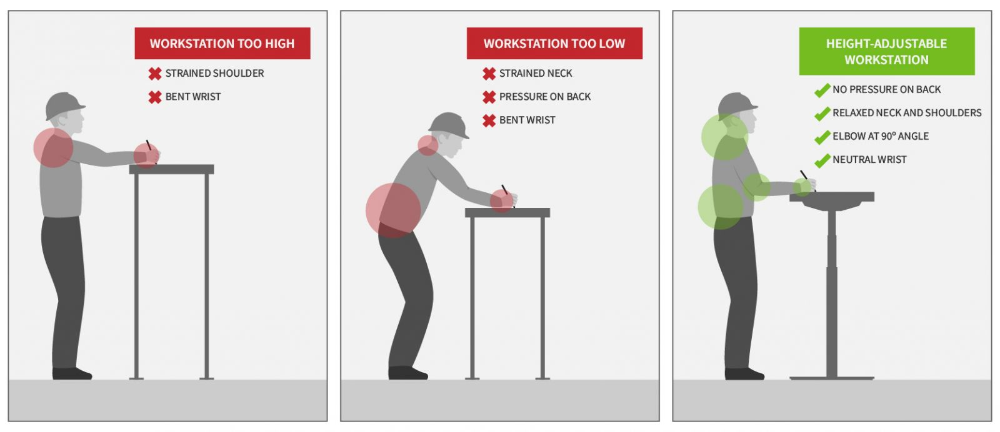 WORKSTATION TOO HIGH
STRAINED SHOULDER
BENT WRIST
WORKSTATION TOO LOW
STRAINED NECK
PRESSURE ON BACK
BENT WRIST
HEIGHT-ADJUSTABLE
WORKSTATION
NO PRESSURE ON BACK
RELAXED NECK AND SHOULDERS
ELBOW AT 90º ANGLE
NEUTRAL WRIST